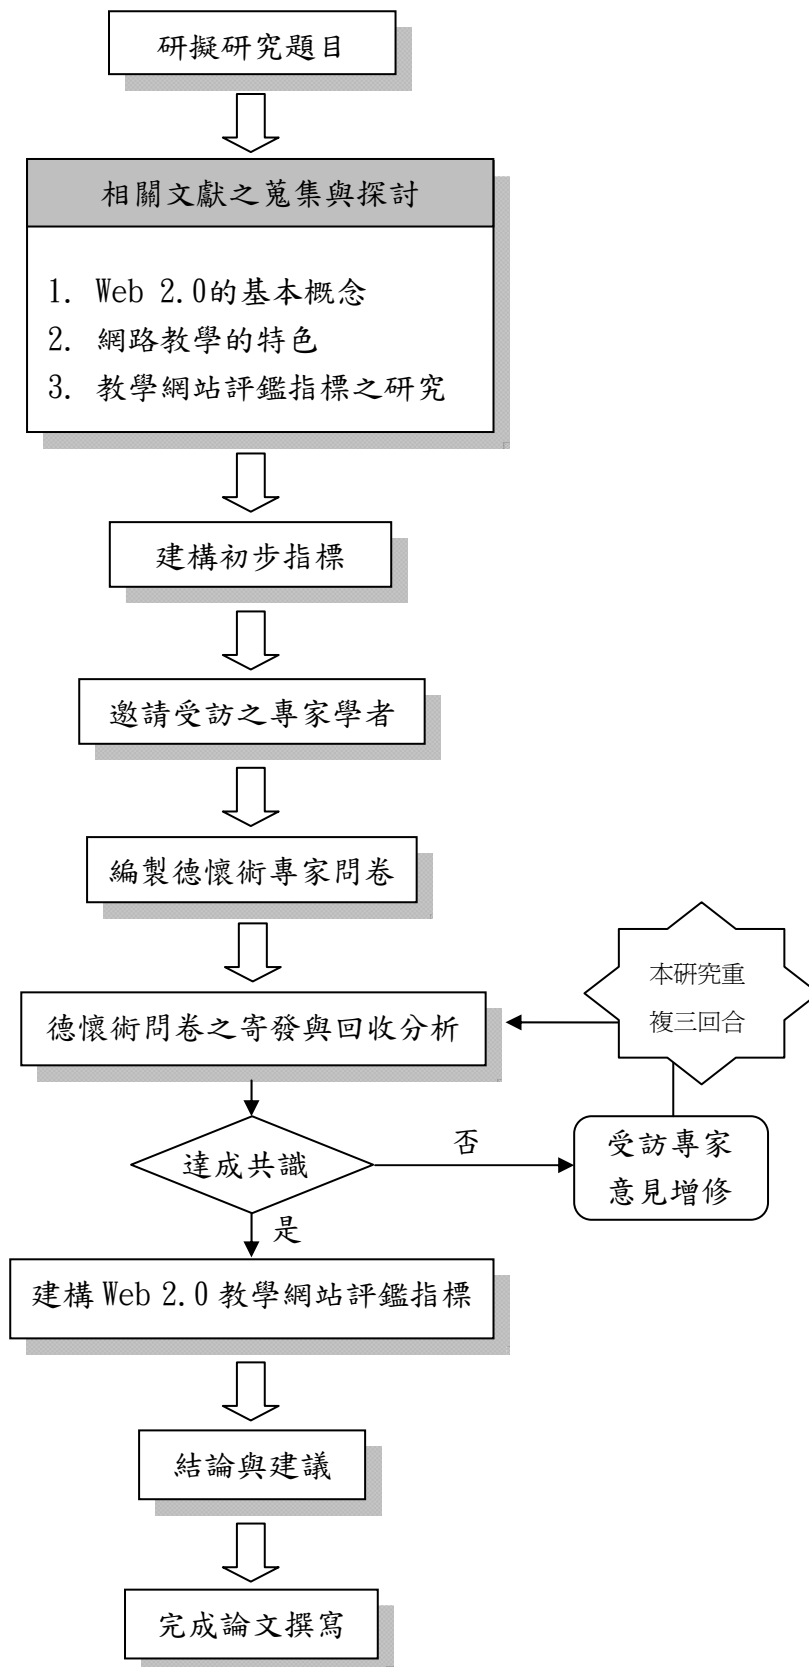 研擬研究題目
相關文獻之蒐集與探討
1. Web 2.0的基本概念
2. 網路教學的特色
3. 教學網站評鑑指標之研究
建構初步指標
邀請受訪之專家學者
編製德懷術專家問卷
德懷術問卷之寄發與回收分析
本研究重
複三回合
達成共識
否
受訪專家
意見增修
是
建構 Web 2.0 教學網站評鑑指標
結論與建議
完成論文撰寫